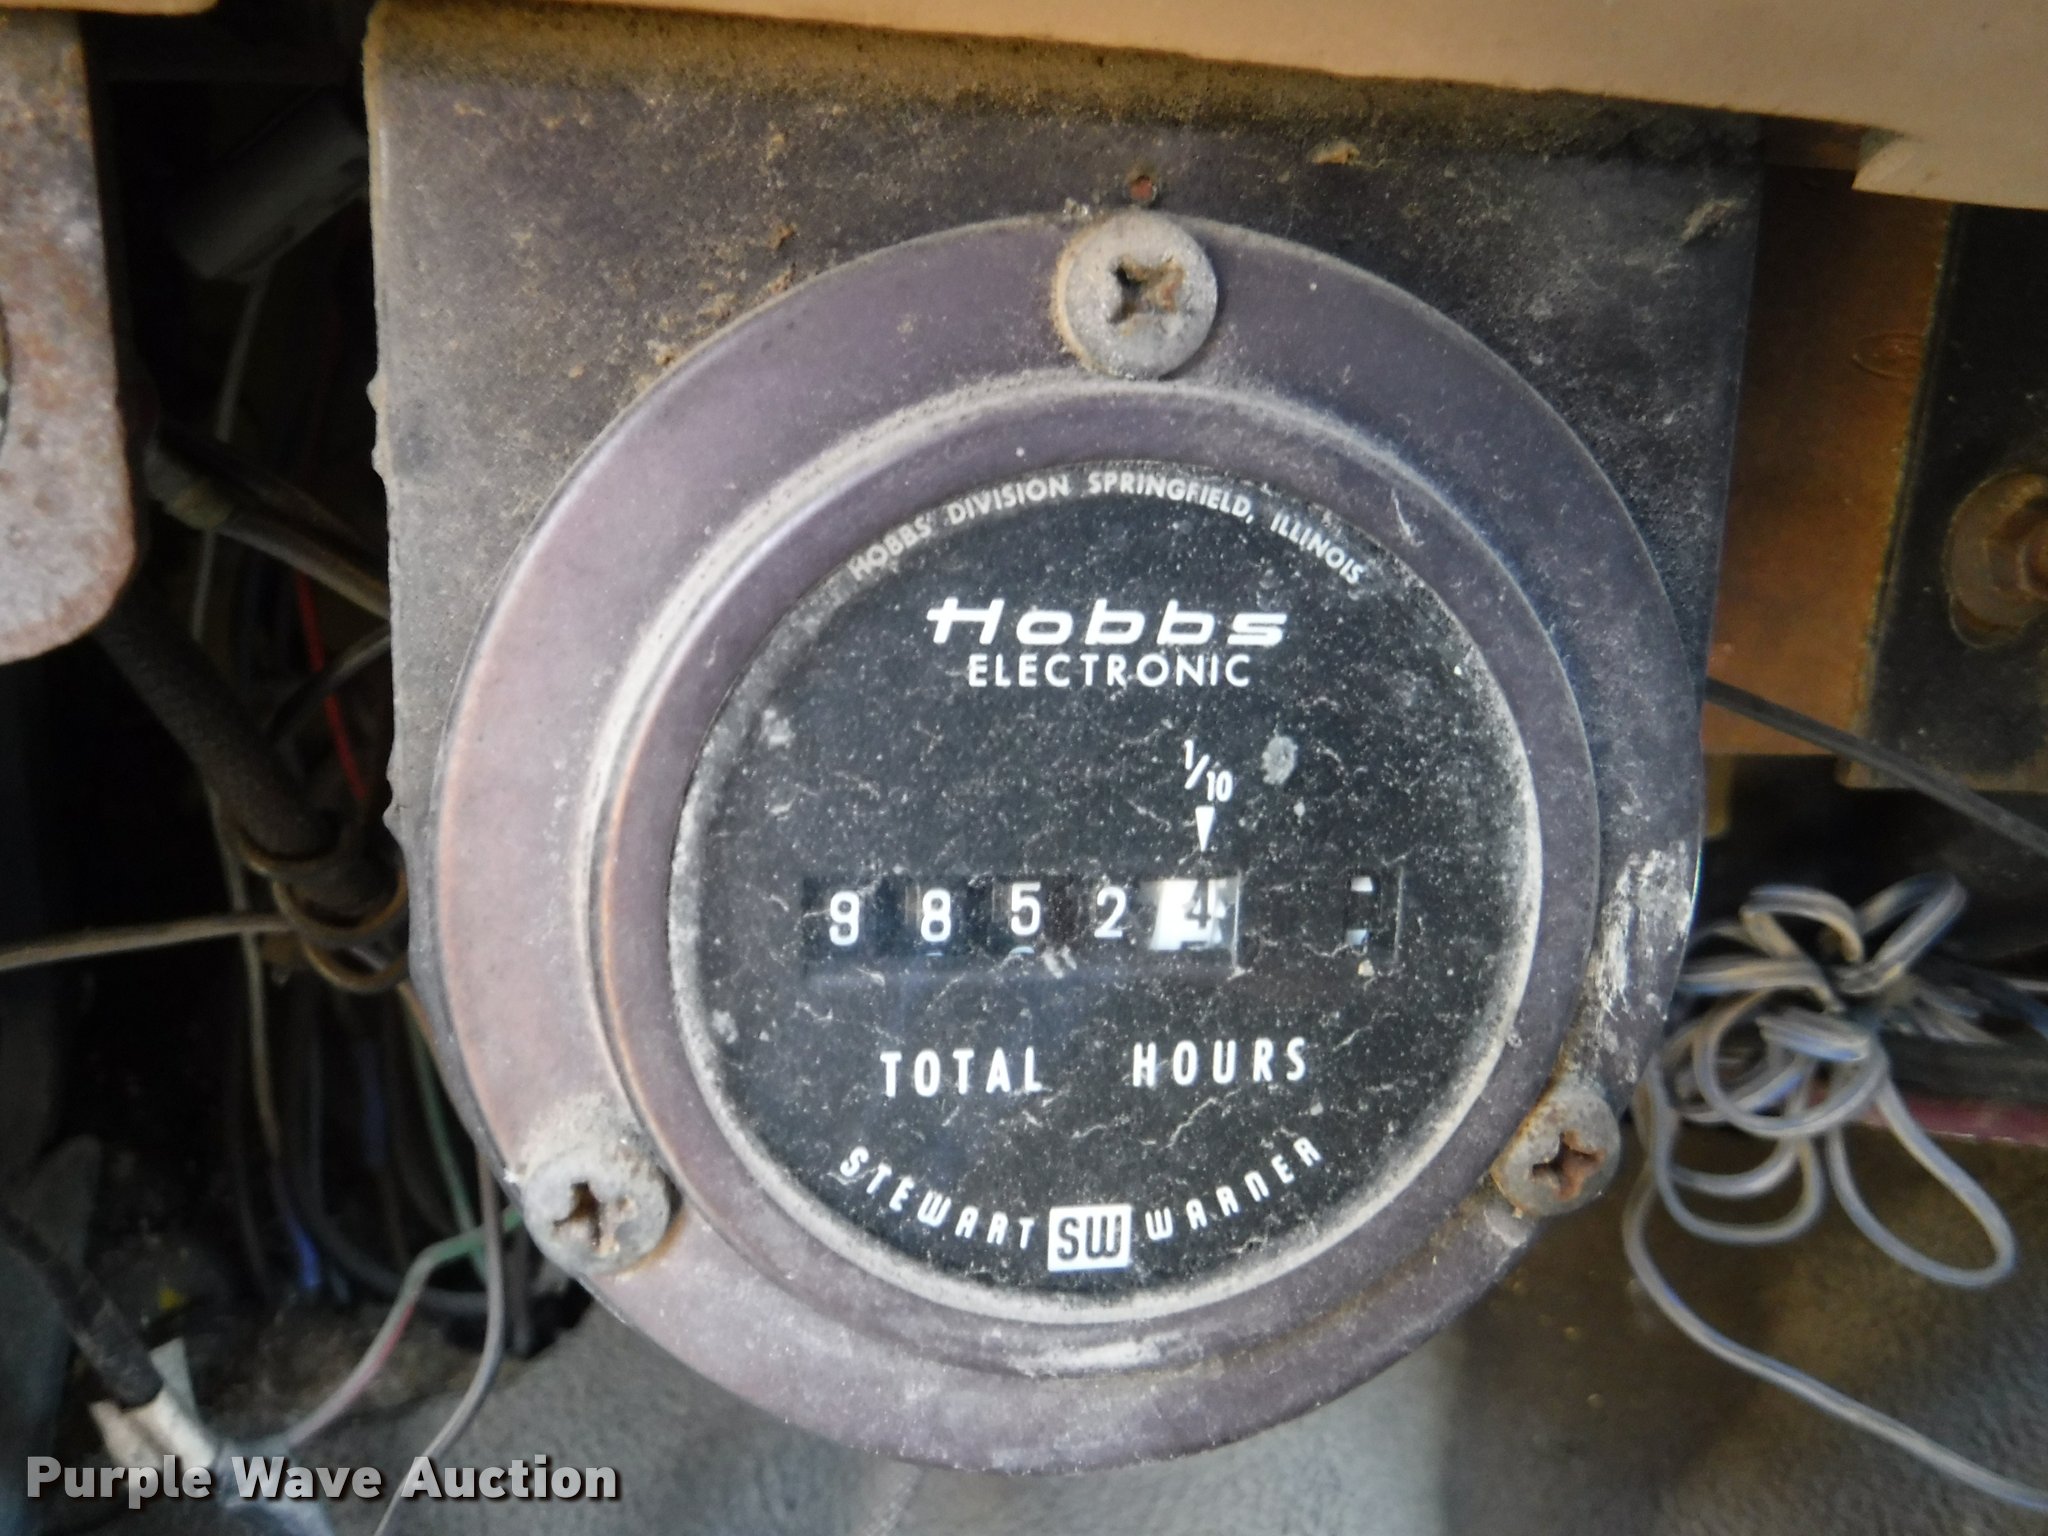 HOBBS DIVISION SPRINGFIELD, ILLINOIS
Hobbs
ELECTRONIC
1/10
9 8 5 2 4
TOTAL HOURS
STEWART SW WARNER
Purple Wave Auction